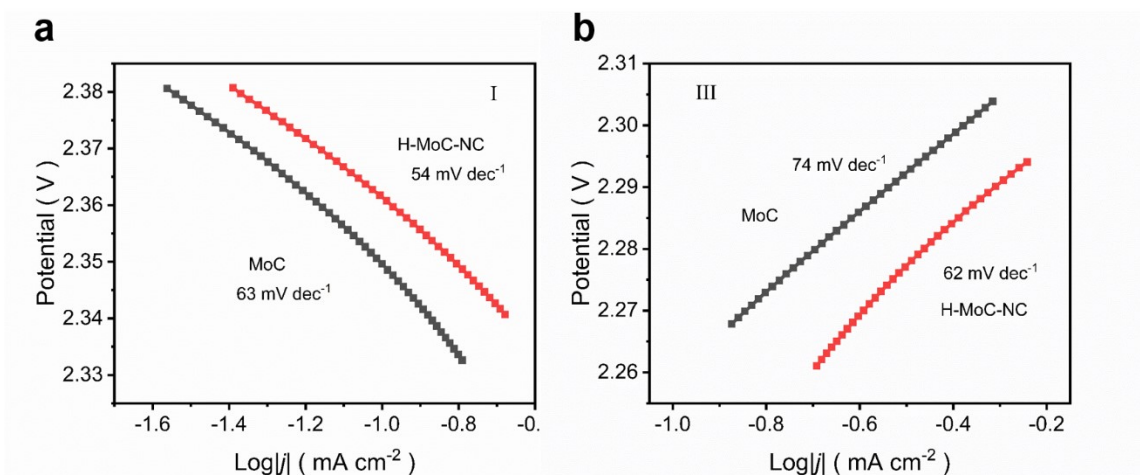 a
2.38
2.37
2.36
2.35
2.34
2.33
Potential ( V )
I
H-MoC-NC
54 mV dec⁻¹
MoC
63 mV dec⁻¹
-1.6 -1.4 -1.2 -1.0 -0.8 -0.
Log|j| ( mA cm⁻² )
b
2.31
2.30
2.29
2.28
2.27
2.26
Potential ( V )
III
74 mV dec⁻¹
MoC
62 mV dec⁻¹
H-MoC-NC
-1.0 -0.8 -0.6 -0.4 -0.2
Log|j| ( mA cm⁻² )